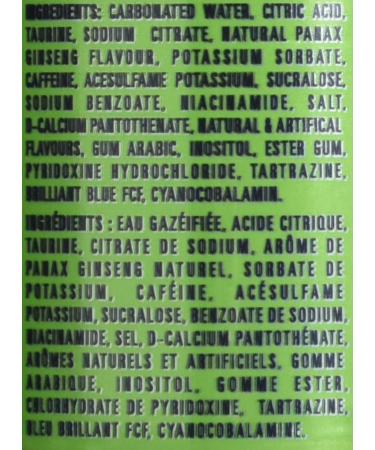 INGREDIENTS: CARBONATED WATER, CITRIC ACID,
TAURINE, SODIUM CITRATE, NATURAL PANAX
GINSENG FLAVOUR, POTASSIUM SORBATE,
CAFFEINE, ACESULFAME POTASSIUM, SUCRALOSE,
SODIUM BENZOATE, NIACINAMIDE, SALT,
D-CALCIUM PANTOTHENATE, NATURAL & ARTIFICAL
FLAVOURS, GUM ARABIC, INOSITOL, ESTER GUM,
PYRIDOXINE HYDROCHLORIDE, TARTRAZINE,
BRILLIANT BLUE FCF, CYANOCOBALAMIN.
INGRÉDIENTS : EAU GAZÉIFIÉE, ACIDE CITRIQUE,
TAURINE, CITRATE DE SODIUM, ARÔME DE
PANAX GINSENG NATUREL, SORBATE DE
POTASSIUM, CAFÉINE, ACÉSULFAME
POTASSIUM, SUCRALOSE, BENZOATE DE SODIUM,
NIACINAMIDE, SEL, D-CALCIUM PANTOTHÉNATE,
ARÔMES NATURELS ET ARTIFICIELS, GOMME
ARABIQUE, INOSITOL, GOMME ESTER,
CHLORHYDRATE DE PYRIDOXINE, TARTRAZINE,
BLEU BRILLANT FCF, CYANOCOBALAMINE.